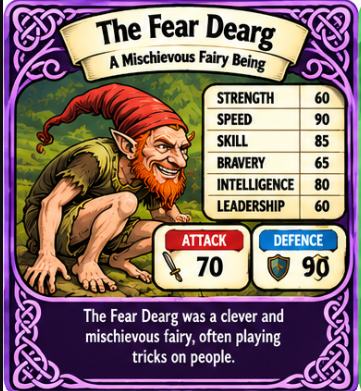 The Fear Dearg
A Mischievous Fairy Being
STRENGTH 60
SPEED 90
SKILL 85
BRAVERY 65
INTELLIGENCE 80
LEADERSHIP 60
ATTACK DEFENCE
70 90
The Fear Dearg was a clever and
mischievous fairy, often playing
tricks on people.